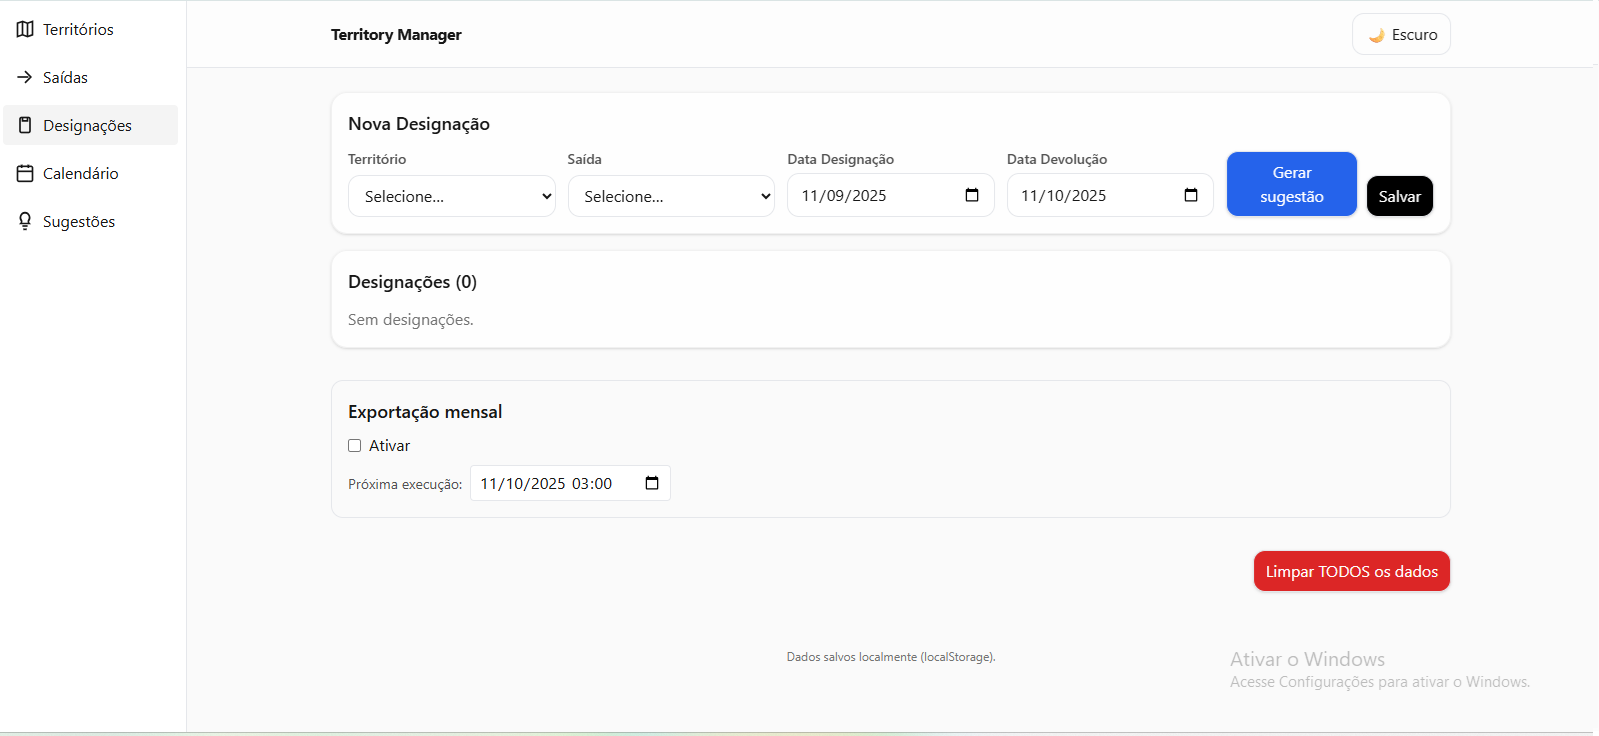 Territórios
Saídas
Designações
Calendário
Sugestões
Territory Manager
🌙 Escuro
Nova Designação
Território
Saída
Data Designação
Data Devolução
Selecione...
Selecione...
11/09/2025
11/10/2025
Gerar
sugestão
Salvar
Designações (0)
Sem designações.
Exportação mensal
Ativar
Próxima execução: 11/10/2025 03:00
Limpar TODOS os dados
Dados salvos localmente (localStorage).
Ativar o Windows
Acesse Configurações para ativar o Windows.